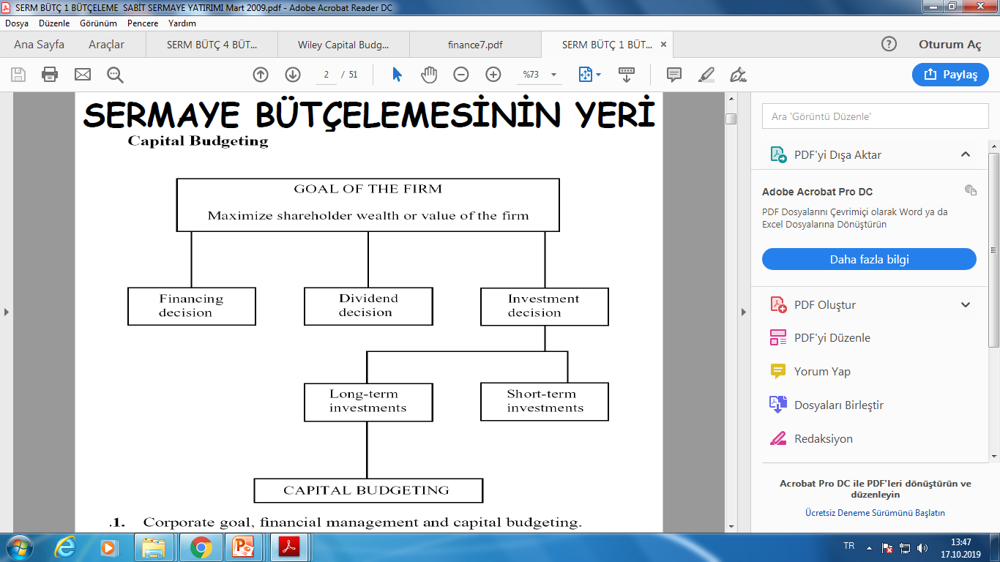 SERM BÜTÇ 1 BÜTÇELEME SABİT SERMAYE YATIRIMI Mart 2009.pdf - Adobe Acrobat Reader DC
Dosya Düzenle Görünüm Pencere Yardım
Ana Sayfa Araçlar SERM BÜTÇ 4 BÜT... Wiley Capital Budg... finance7.pdf SERM BÜTÇ 1 BÜT... × Oturum Aç
2 / 51 %73 Paylaş
SERMAYE BÜTÇELEMESİNİN YERİ
Capital Budgeting
GOAL OF THE FIRM
Maximize shareholder wealth or value of the firm
Financing
decision
Dividend
decision
Investment
decision
Long-term
investments
Short-term
investments
CAPITAL BUDGETING
.1. Corporate goal, financial management and capital budgeting.
Ara 'Görüntü Düzenle'
PDF'yi Dışa Aktar
Adobe Acrobat Pro DC
PDF Dosyalarını Çevrimiçi olarak Word ya da
Excel Dosyalarına Dönüştürün
Daha fazla bilgi
PDF Oluştur
PDF'yi Düzenle
Yorum Yap
Dosyaları Birleştir
Redaksiyon
Acrobat Pro DC ile PDF'leri dönüştürün ve
düzenleyin
Ücretsiz Deneme Sürümünü Başlatın
TR 13:47
17.10.2019